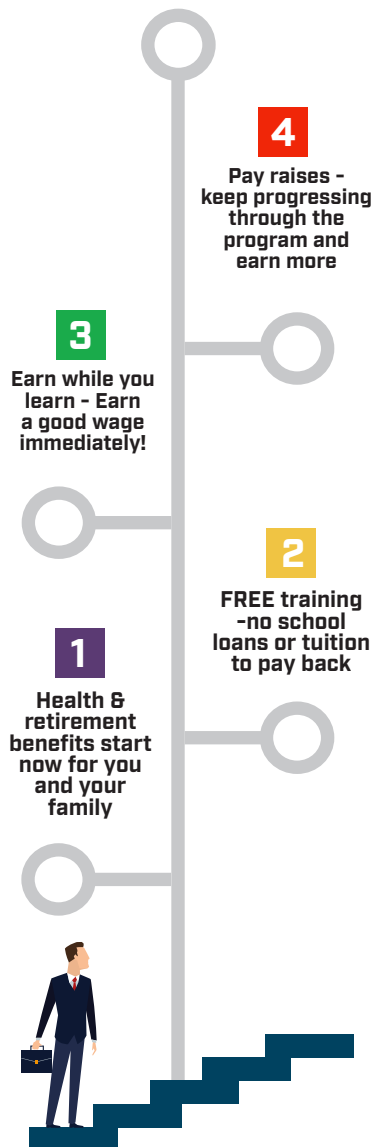 4
Pay raises -
keep progressing
through the
program and
earn more
3
Earn while you
learn - Earn
a good wage
immediately!
2
FREE training
-no school
loans or tuition
to pay back
1
Health &
retirement
benefits start
now for you
and your
family